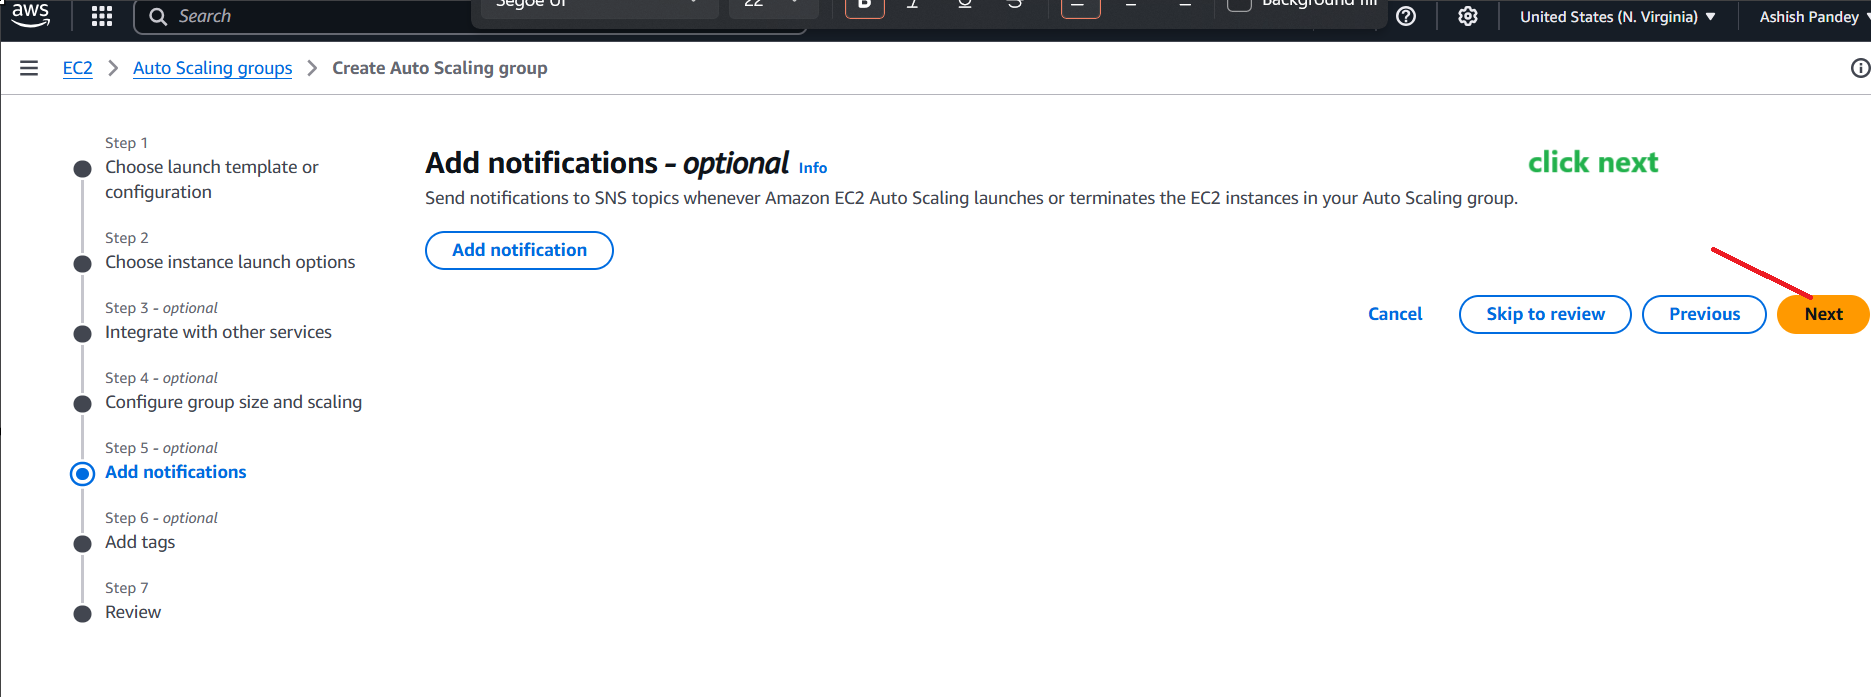 aws
Search
Segoe UI
22
B I U S
Background fill
United States (N. Virginia)
Ashish Pandey
EC2 > Auto Scaling groups > Create Auto Scaling group
Step 1
Choose launch template or
configuration
Step 2
Choose instance launch options
Step 3 - optional
Integrate with other services
Step 4 - optional
Configure group size and scaling
Step 5 - optional
Add notifications
Step 6 - optional
Add tags
Step 7
Review
Add notifications - optional Info
click next
Send notifications to SNS topics whenever Amazon EC2 Auto Scaling launches or terminates the EC2 instances in your Auto Scaling group.
Add notification
Cancel
Skip to review
Previous
Next